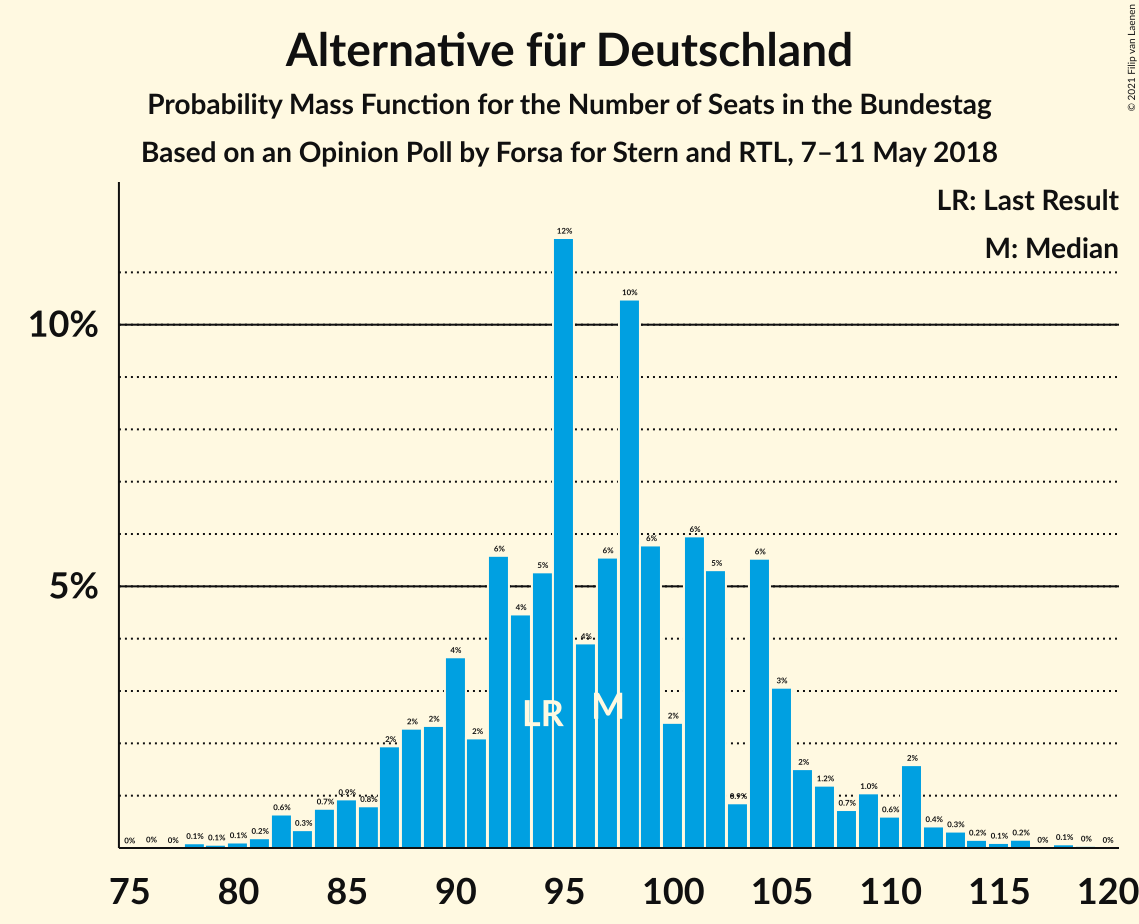 © 2021 Filip van Laenen
Alternative für Deutschland
Probability Mass Function for the Number of Seats in the Bundestag
Based on an Opinion Poll by Forsa for Stern and RTL, 7–11 May 2018
LR: Last Result
M: Median
10%
5%
0% 0% 0% 0.1% 0.1% 0.1% 0.2% 0.6% 0.3% 0.7% 0.9% 0.8% 2% 2% 2% 4% 2% 6% 4% 5% 12% 4% 6% 10% 6% 2% 6% 5% 0.9% 6% 3% 2% 1.2% 0.7% 1.0% 0.6% 2% 0.4% 0.3% 0.2% 0.1% 0.2% 0% 0.1% 0% 0%
LR M
75 80 85 90 95 100 105 110 115 120